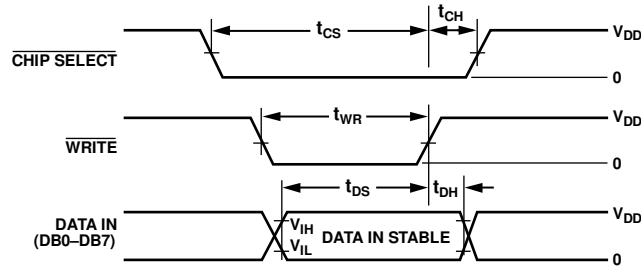 tCS
tCH
VDD
CHIP SELECT
0
tWR
VDD
WRITE
0
tDS
tDH
VDD
DATA IN
(DB0–DB7)
VIH
VIL
DATA IN STABLE
0